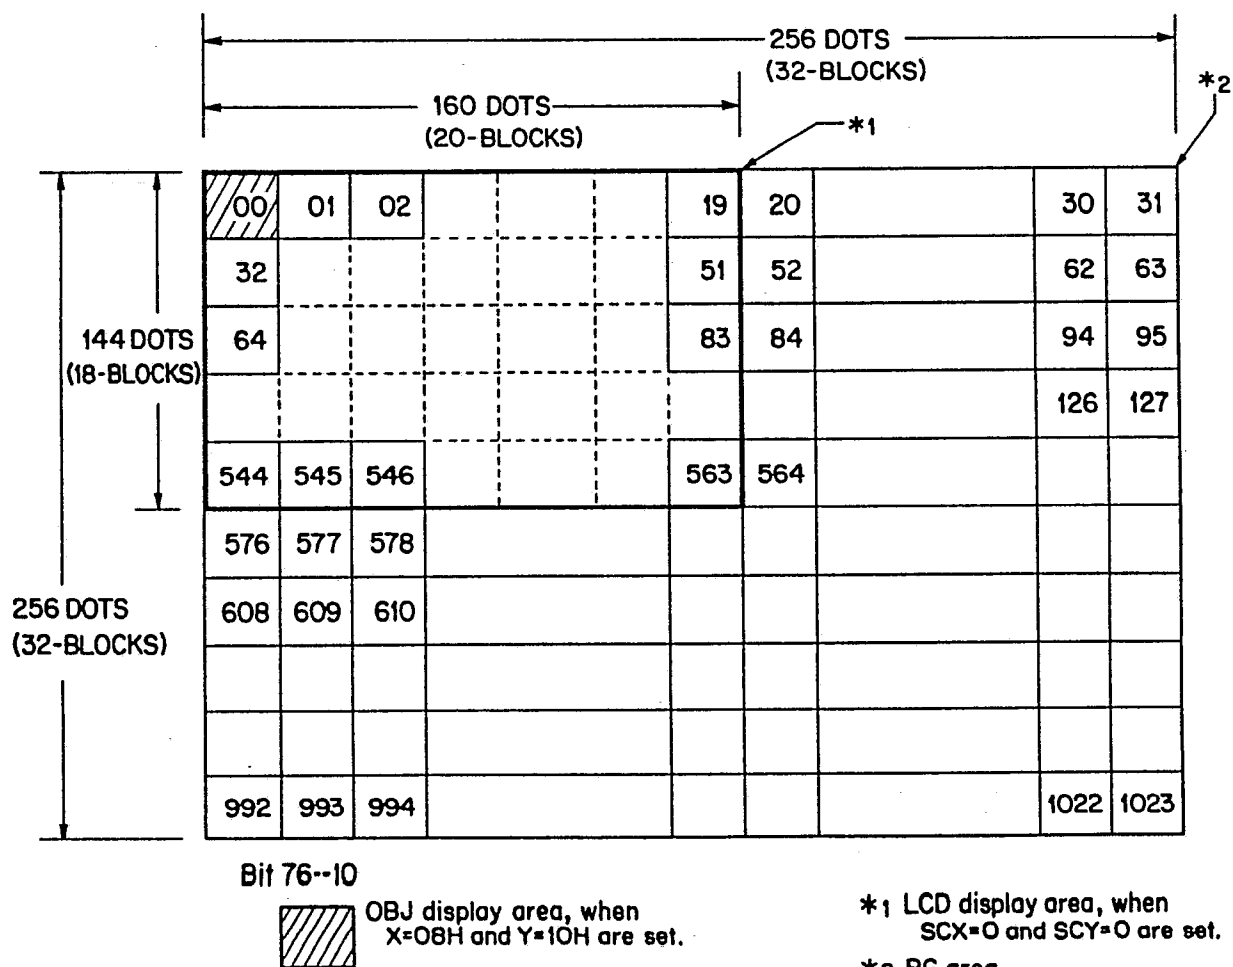 256 DOTS
(32-BLOCKS)
*2
160 DOTS
(20-BLOCKS)
*1
00 01 02 19 20 30 31
32 51 52 62 63
144 DOTS
(18-BLOCKS)
64 83 84 94 95
126 127
544 545 546 563 564
576 577 578
256 DOTS
(32-BLOCKS)
608 609 610
992 993 994 1022 1023
Bit 76--10
OBJ display area, when
X=08H and Y=10H are set.
*1 LCD display area, when
SCX=0 and SCY=0 are set.